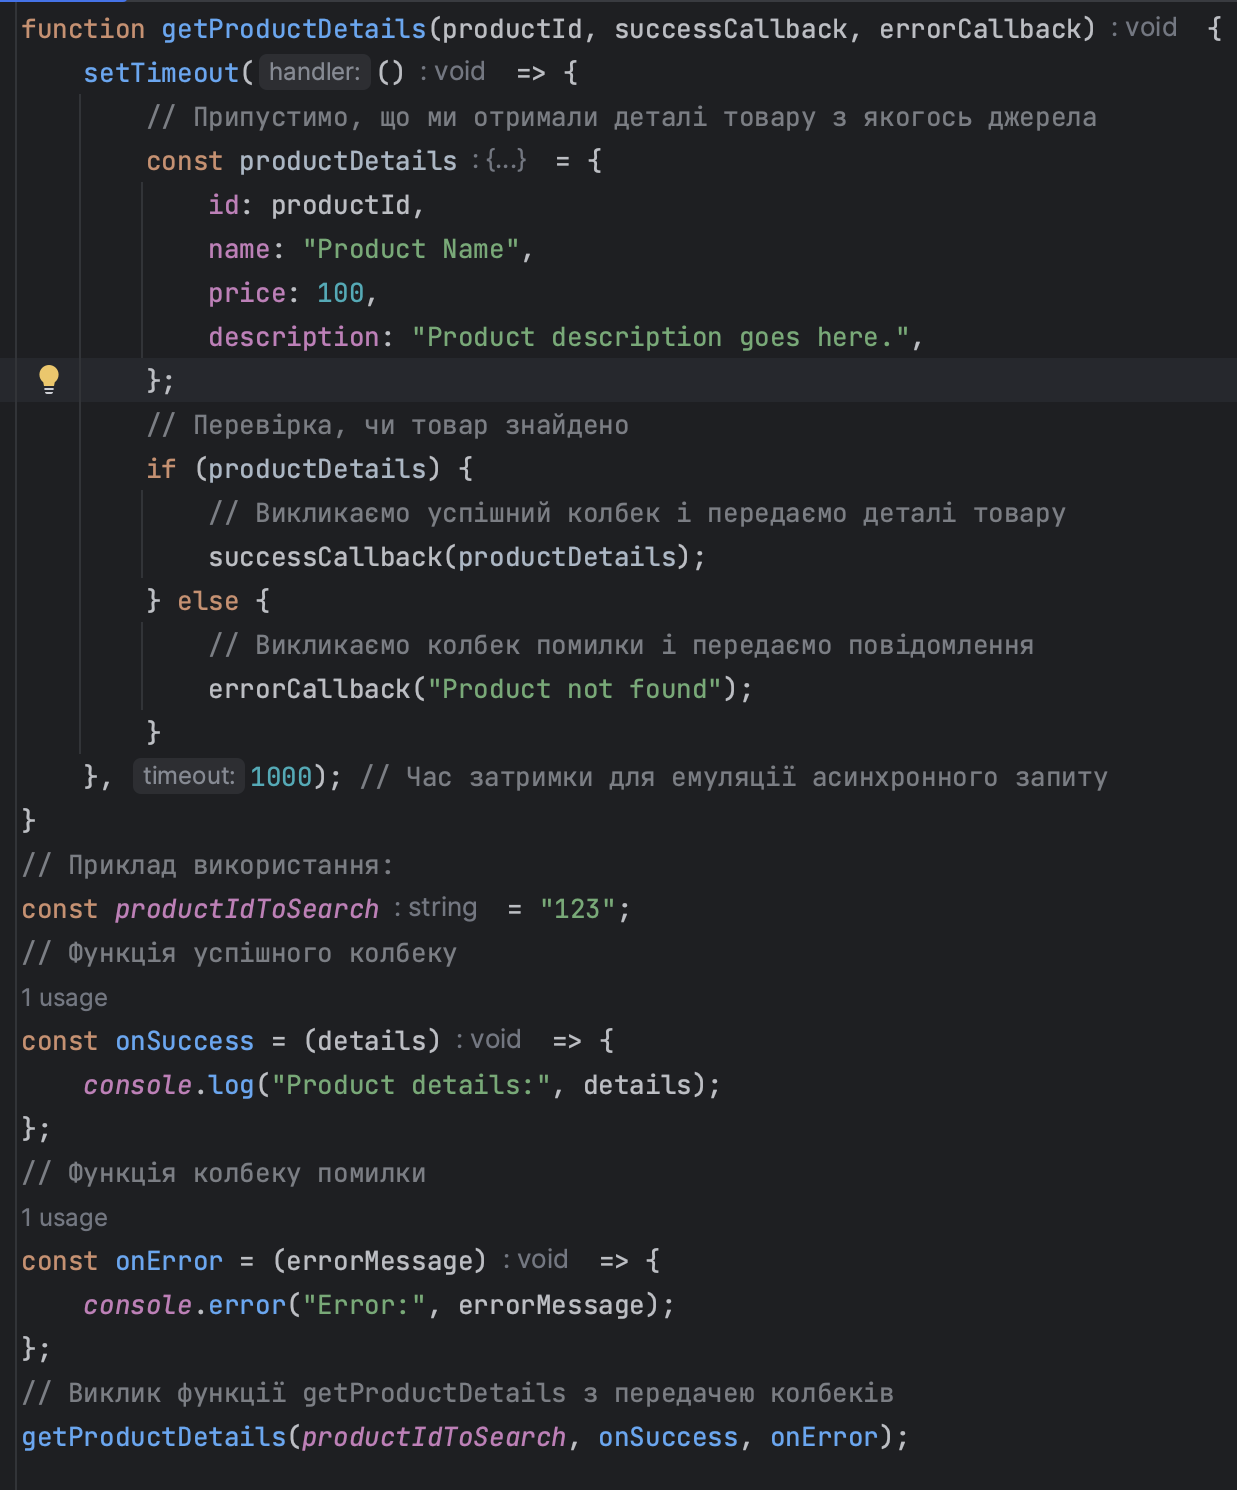 function getProductDetails(productId, successCallback, errorCallback) : void {
    setTimeout( handler: () : void => {
        // Припустимо, що ми отримали деталі товару з якогось джерела
        const productDetails : {...} = {
            id: productId,
            name: "Product Name",
            price: 100,
            description: "Product description goes here.",
        };
        // Перевірка, чи товар знайдено
        if (productDetails) {
            // Викликаємо успішний колбек і передаємо деталі товару
            successCallback(productDetails);
        } else {
            // Викликаємо колбек помилки і передаємо повідомлення
            errorCallback("Product not found");
        }
    }, timeout: 1000); // Час затримки для емуляції асинхронного запиту
}
// Приклад використання:
const productIdToSearch : string = "123";
// Функція успішного колбеку
1 usage
const onSuccess = (details) : void => {
    console.log("Product details:", details);
};
// Функція колбеку помилки
1 usage
const onError = (errorMessage) : void => {
    console.error("Error:", errorMessage);
};
// Виклик функції getProductDetails з передачею колбеків
getProductDetails(productIdToSearch, onSuccess, onError);